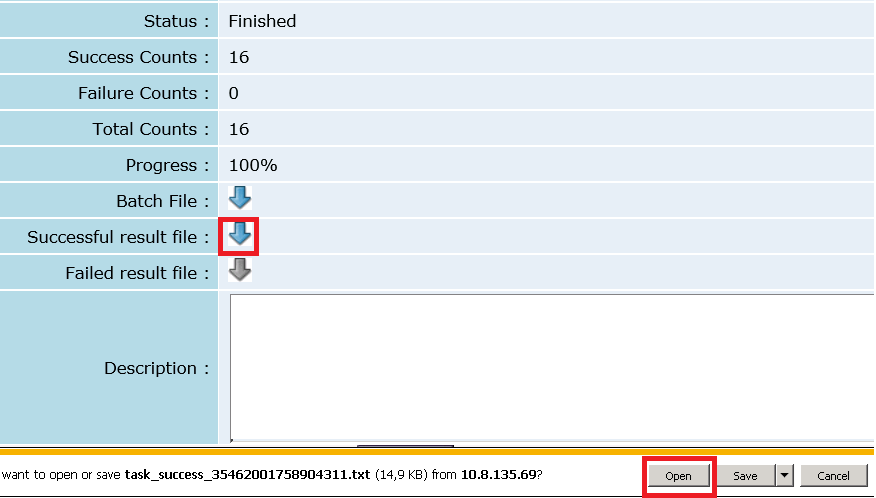 Status : Finished
Success Counts : 16
Failure Counts : 0
Total Counts : 16
Progress : 100%
Batch File :
Successful result file :
Failed result file :
Description :
want to open or save task_success_35462001758904311.txt (14,9 KB) from 10.8.135.69? Open Save Cancel